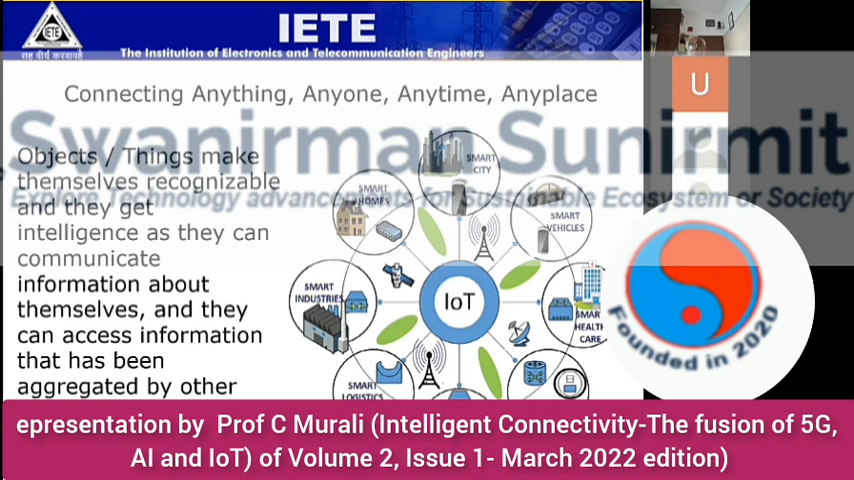 IETE
The Institution of Electronics and Telecommunication Engineers
IETE
सह वीर्यं करवावहे
Connecting Anything, Anyone, Anytime, Anyplace
U
Swanirman Sunirmit
Objects / Things make
themselves recognizable
and they get
intelligence as they can
communicate
information about
themselves, and they
can access information
that has been
aggregated by other
SMART
CITY
SMART
HOMES
SMART
VEHICLES
SMART
INDUSTRIES
IoT
SMART
HEALTH
CARE
SMART
LOGISTICS
Founded in 2020
epresentation by Prof C Murali (Intelligent Connectivity-The fusion of 5G,
AI and IoT) of Volume 2, Issue 1- March 2022 edition)